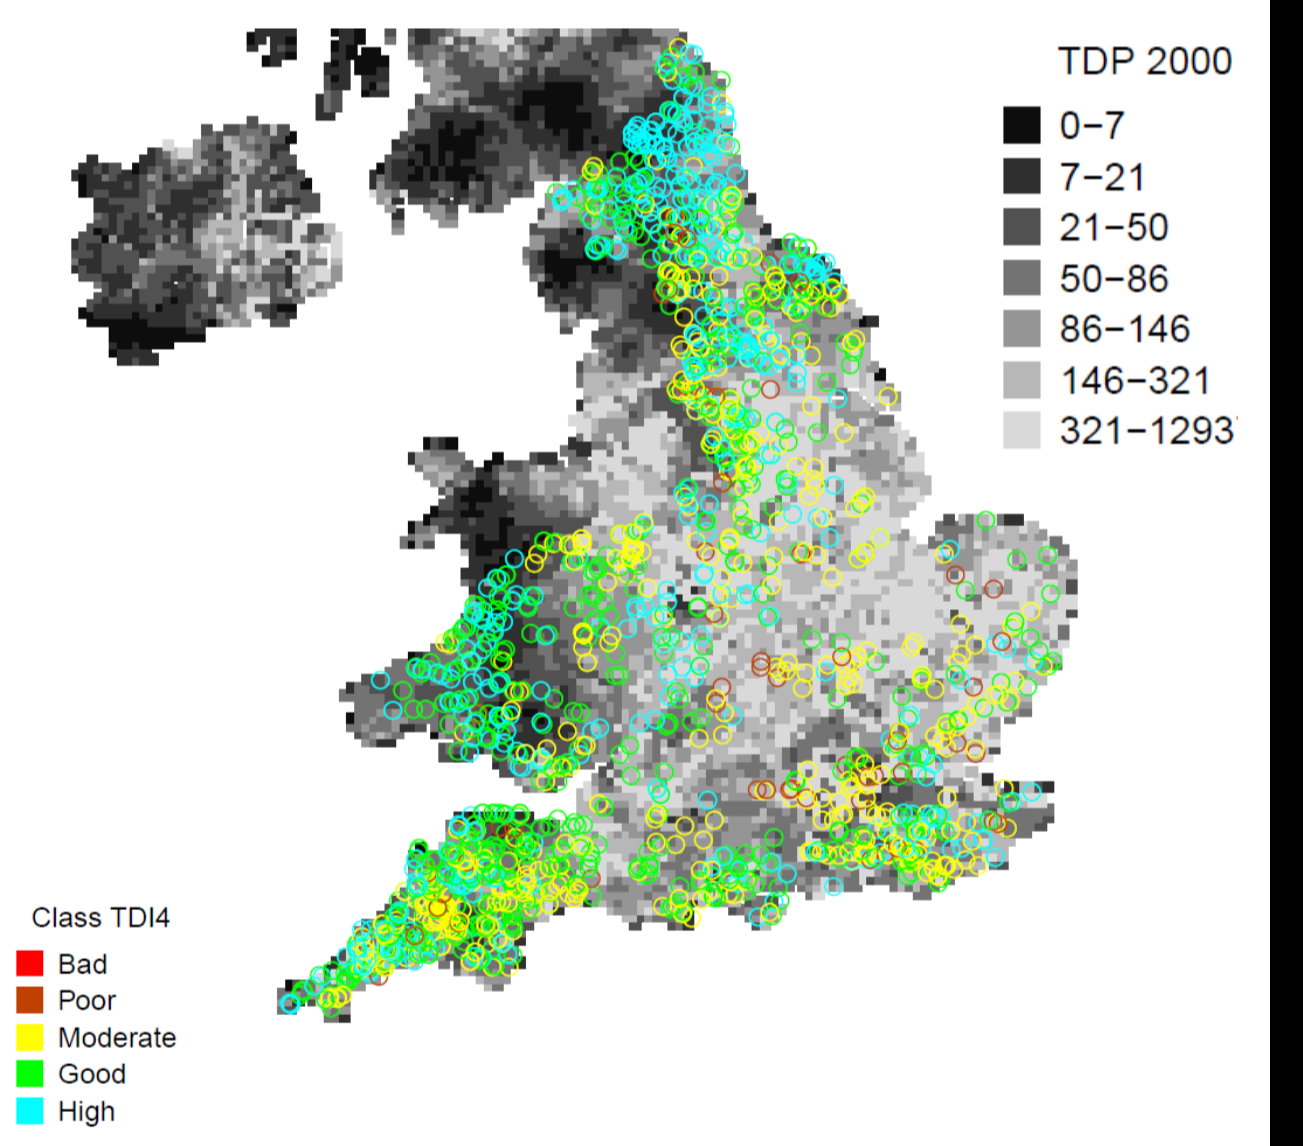 TDP 2000
0−7
7−21
21−50
50−86
86−146
146−321
321−1293
Class TDI4
Bad
Poor
Moderate
Good
High